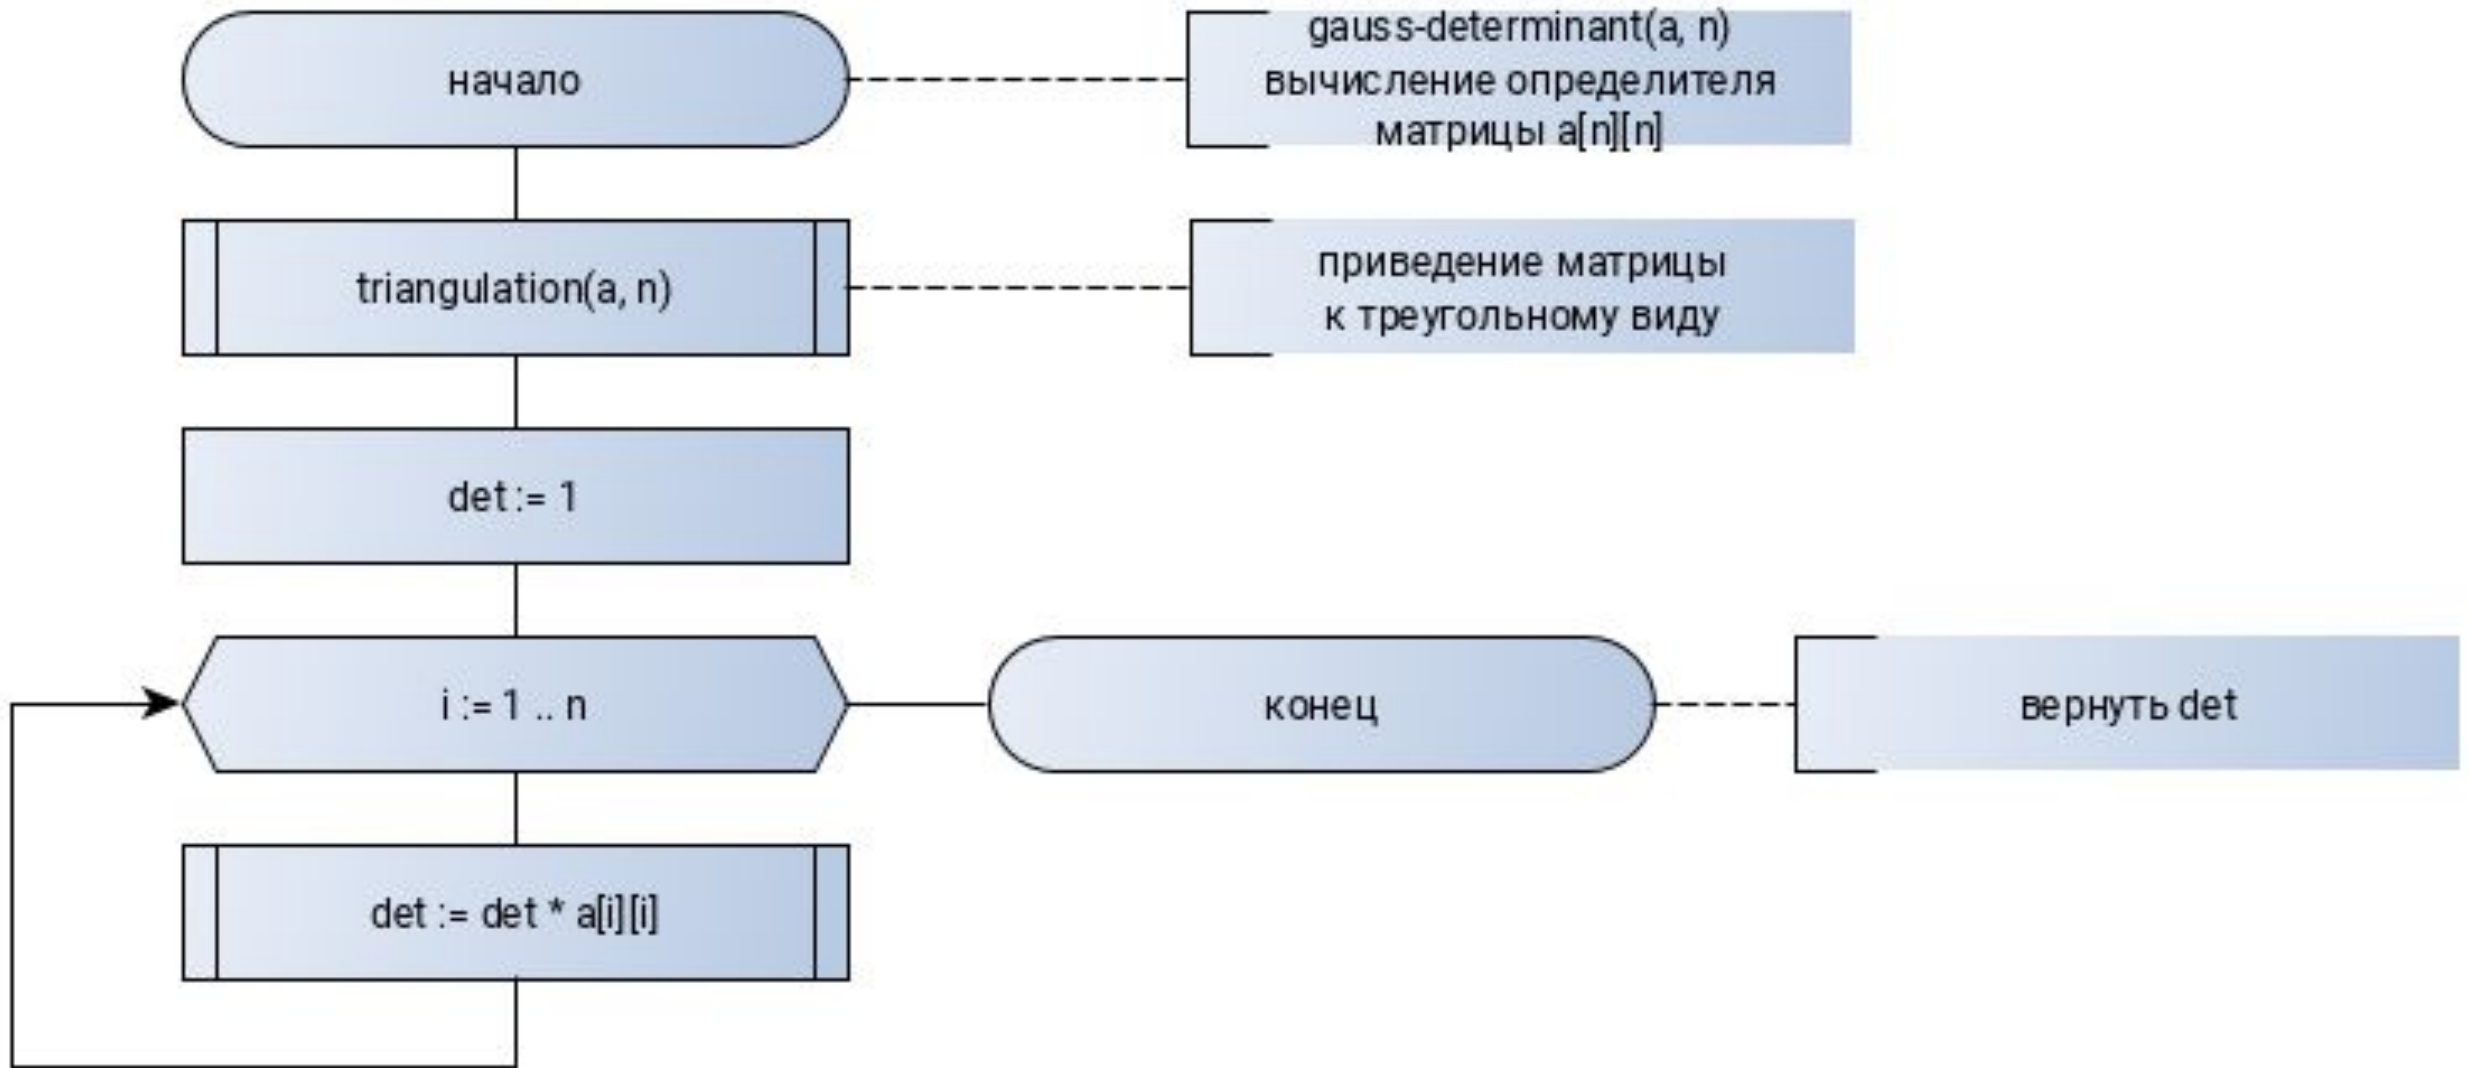 начало
gauss-determinant(a, n)
вычисление определителя
матрицы a[n][n]
triangulation(a, n)
приведение матрицы
к треугольному виду
det := 1
i := 1 .. n
конец
вернуть det
det := det * a[i][i]